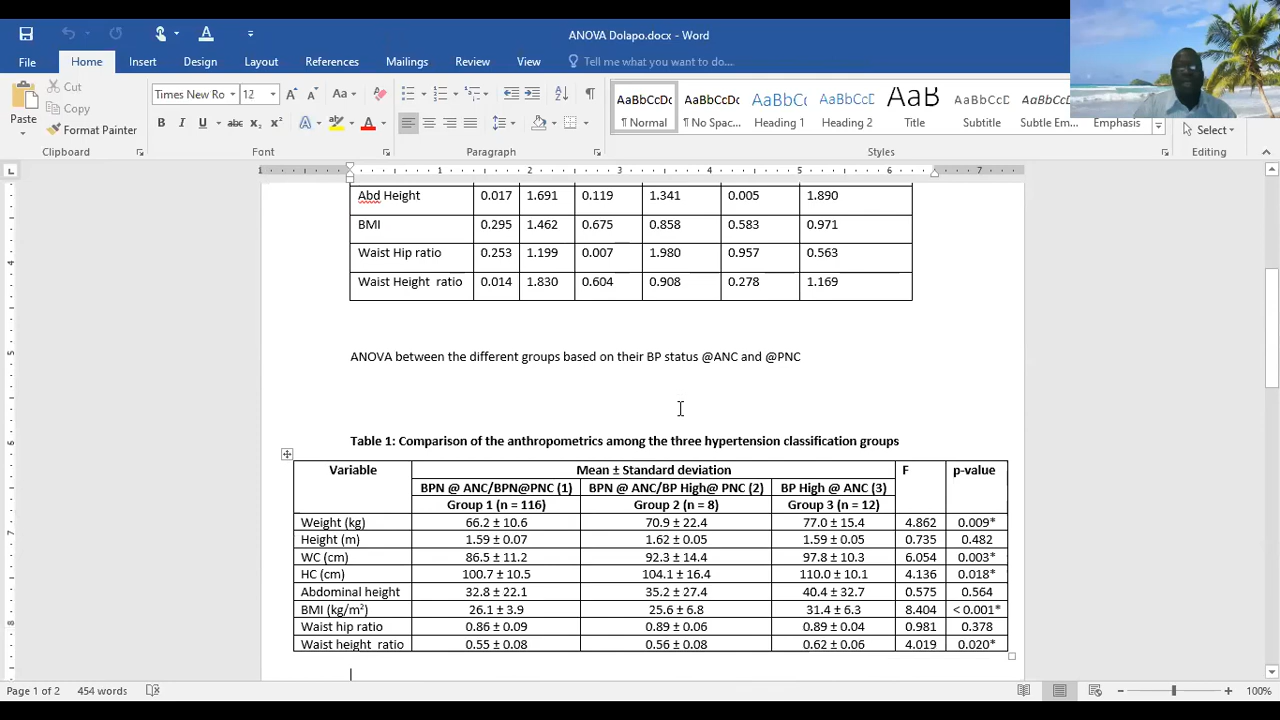 ANOVA Dolapo.docx - Word
File Home Insert Design Layout References Mailings Review View Tell me what you want to do...
Paste
Cut
Copy
Format Painter
Clipboard
Times New Ro 12 Aa
B I U abc x₂ x² A A
Font
Paragraph
AaBbCcDc AaBbCcDc AaBbCc AaBbCcD AaB AaBbCcD
¶ Normal ¶ No Spac... Heading 1 Heading 2 Title Subtitle Subtle Em... Emphasis
Styles
Select
Editing
1 1 2 3 4 5 6 7
Abd Height 0.017 1.691 0.119 1.341 0.005 1.890
BMI 0.295 1.462 0.675 0.858 0.583 0.971
Waist Hip ratio 0.253 1.199 0.007 1.980 0.957 0.563
Waist Height ratio 0.014 1.830 0.604 0.908 0.278 1.169
ANOVA between the different groups based on their BP status @ANC and @PNC
Table 1: Comparison of the anthropometrics among the three hypertension classification groups
Variable Mean ± Standard deviation F p-value
BPN @ ANC/BPN@PNC (1) BPN @ ANC/BP High@ PNC (2) BP High @ ANC (3)
Group 1 (n = 116) Group 2 (n = 8) Group 3 (n = 12)
Weight (kg) 66.2 ± 10.6 70.9 ± 22.4 77.0 ± 15.4 4.862 0.009*
Height (m) 1.59 ± 0.07 1.62 ± 0.05 1.59 ± 0.05 0.735 0.482
WC (cm) 86.5 ± 11.2 92.3 ± 14.4 97.8 ± 10.3 6.054 0.003*
HC (cm) 100.7 ± 10.5 104.1 ± 16.4 110.0 ± 10.1 4.136 0.018*
Abdominal height 32.8 ± 22.1 35.2 ± 27.4 40.4 ± 32.7 0.575 0.564
BMI (kg/m²) 26.1 ± 3.9 25.6 ± 6.8 31.4 ± 6.3 8.404 < 0.001*
Waist hip ratio 0.86 ± 0.09 0.89 ± 0.06 0.89 ± 0.04 0.981 0.378
Waist height ratio 0.55 ± 0.08 0.56 ± 0.08 0.62 ± 0.06 4.019 0.020*
Page 1 of 2 454 words 100%